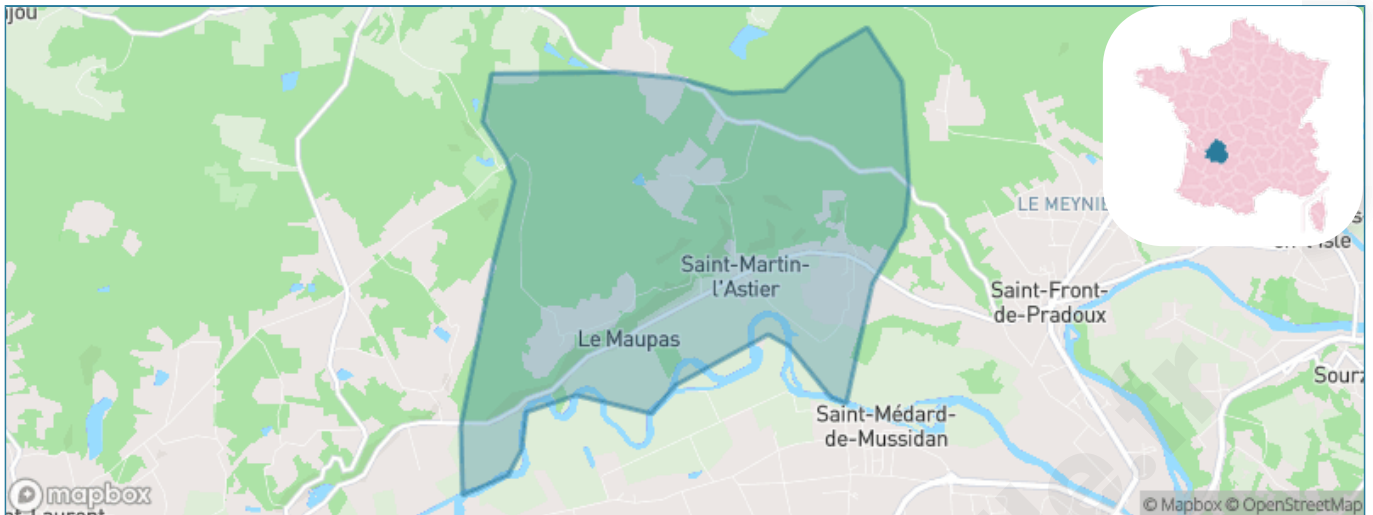 LE MEYNI
Saint-Martin-
l'Astier
Saint-Front-
de-Pradoux
Le Maupas
Saint-Médard-
de-Mussidan
mapbox
© Mapbox © OpenStreetMap